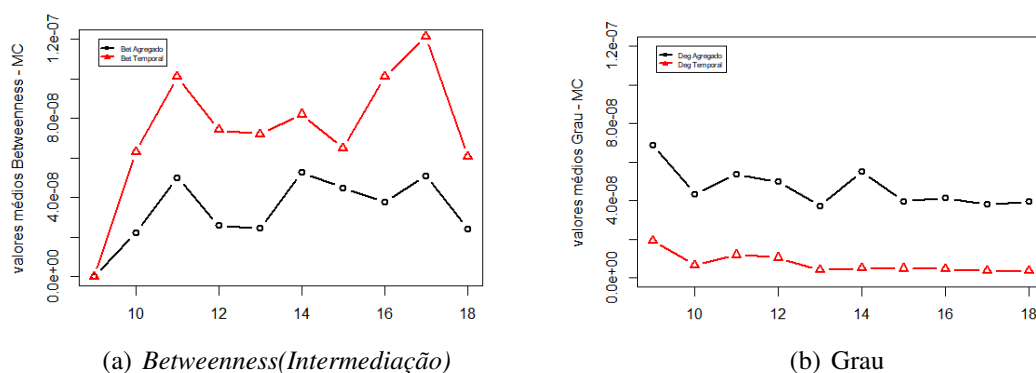 valores médios Betweenness - MC
0.0e+00
4.0e-08
8.0e-08
1.2e-07
Bet Agregado
Bet Temporal
10 12 14 16 18
(a) Betweenness(Intermediação)
valores médios Grau - MC
0.0e+00
4.0e-08
8.0e-08
1.2e-07
Deg Agregado
Deg Temporal
10 12 14 16 18
(b) Grau